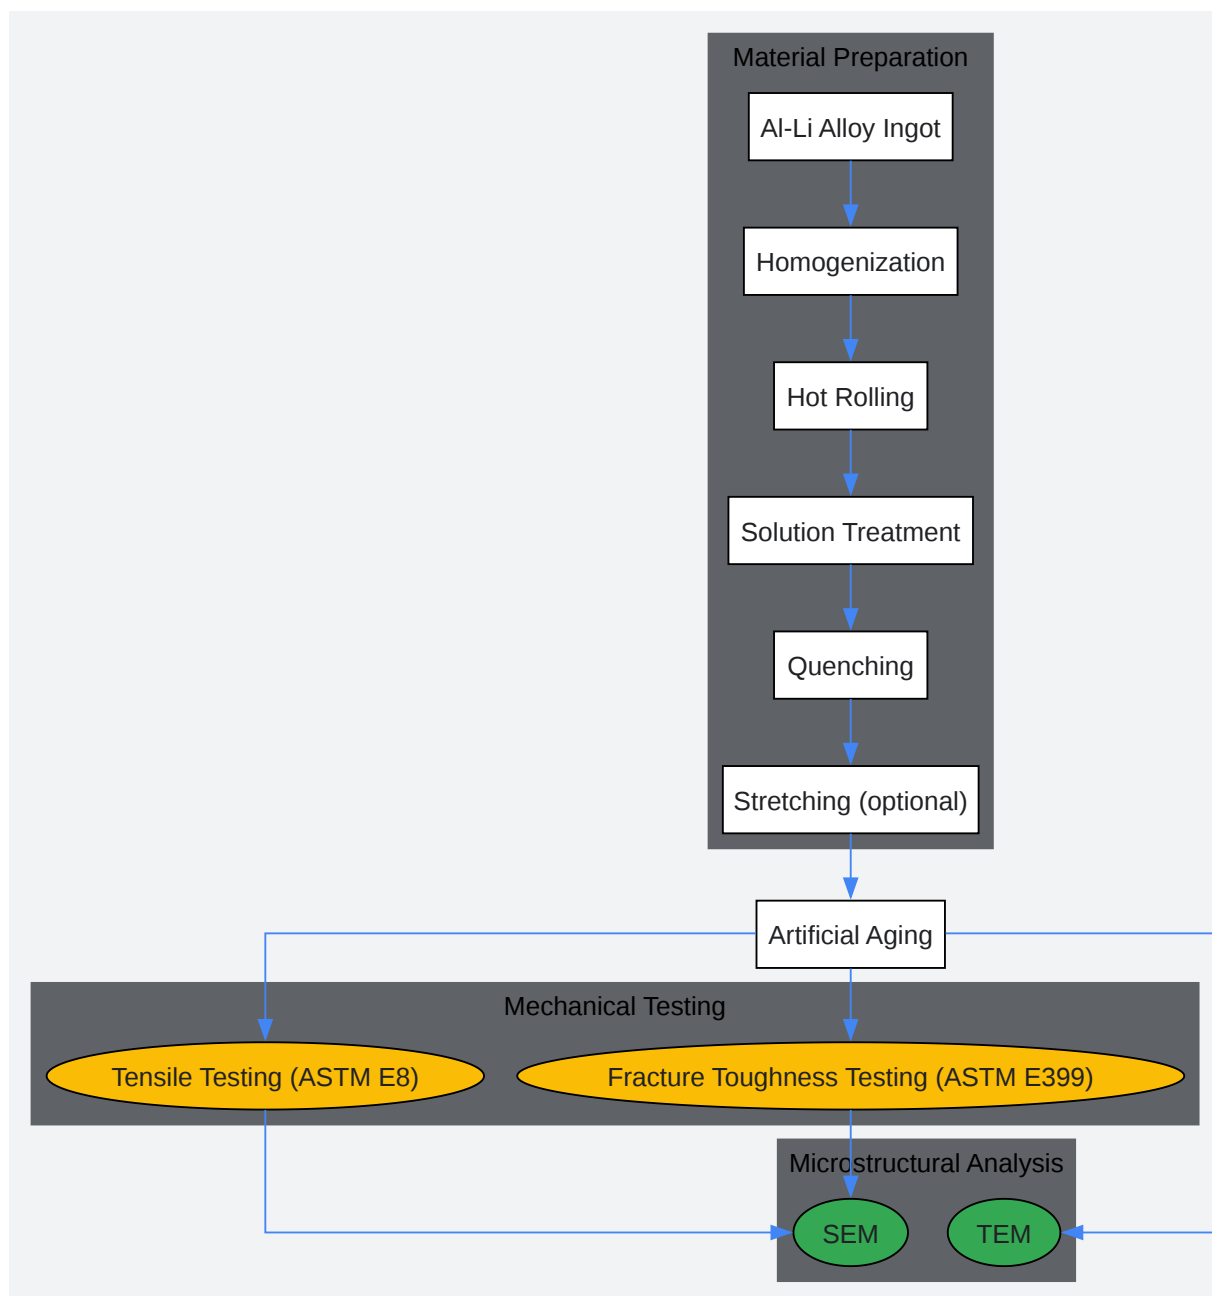 Material Preparation
Al-Li Alloy Ingot
Homogenization
Hot Rolling
Solution Treatment
Quenching
Stretching (optional)
Artificial Aging
Mechanical Testing
Tensile Testing (ASTM E8)
Fracture Toughness Testing (ASTM E399)
Microstructural Analysis
SEM
TEM